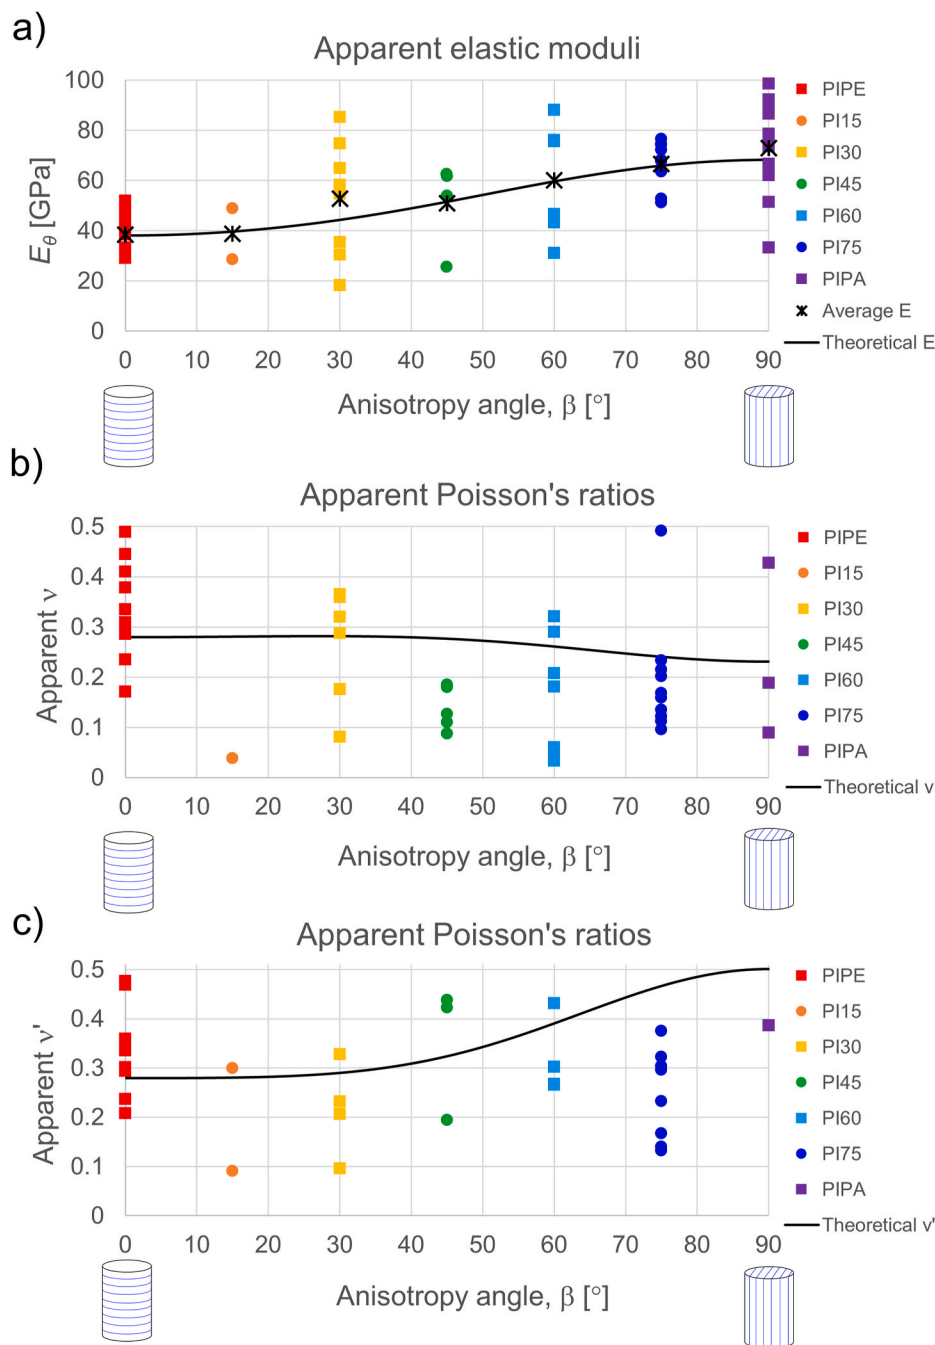 a)
Apparent elastic moduli
100
80
60
40
20
0
E_θ [GPa]
0 10 20 30 40 50 60 70 80 90
Anisotropy angle, β [°]
PIPE
PI15
PI30
PI45
PI60
PI75
PIPA
Average E
Theoretical E
b)
Apparent Poisson's ratios
0.5
0.4
0.3
0.2
0.1
0
Apparent ν
0 10 20 30 40 50 60 70 80 90
Anisotropy angle, β [°]
PIPE
PI15
PI30
PI45
PI60
PI75
PIPA
Theoretical ν
c)
Apparent Poisson's ratios
0.5
0.4
0.3
0.2
0.1
0
Apparent ν'
0 10 20 30 40 50 60 70 80 90
Anisotropy angle, β [°]
PIPE
PI15
PI30
PI45
PI60
PI75
PIPA
Theoretical ν'